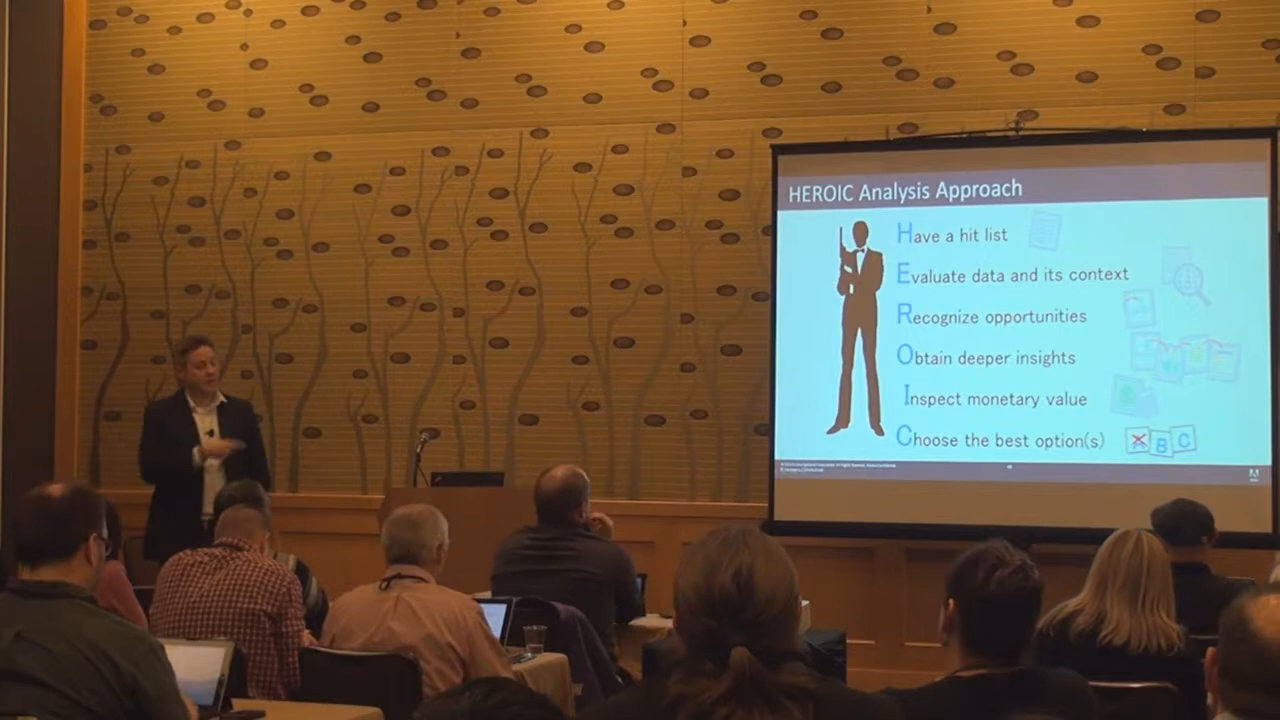 HEROIC Analysis Approach
Have a hit list
Evaluate data and its context
Recognize opportunities
Obtain deeper insights
Inspect monetary value
Choose the best option(s)
A B C